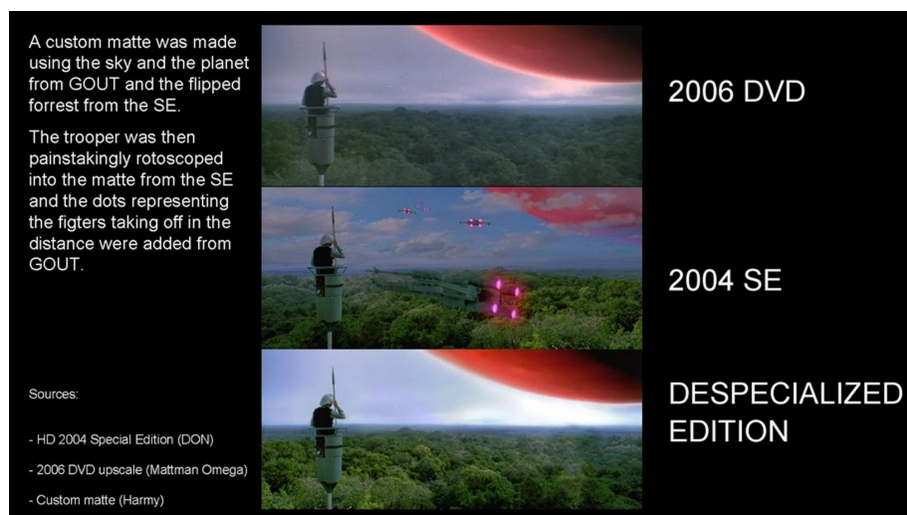 A custom matte was made
using the sky and the planet
from GOUT and the flipped
forrest from the SE.
The trooper was then
painstakingly rotoscoped
into the matte from the SE
and the dots representing
the figters taking off in the
distance were added from
GOUT.
Sources:
- HD 2004 Special Edition (DON)
- 2006 DVD upscale (Mattman Omega)
- Custom matte (Harmy)
2006 DVD
2004 SE
DESPECIALIZED
EDITION